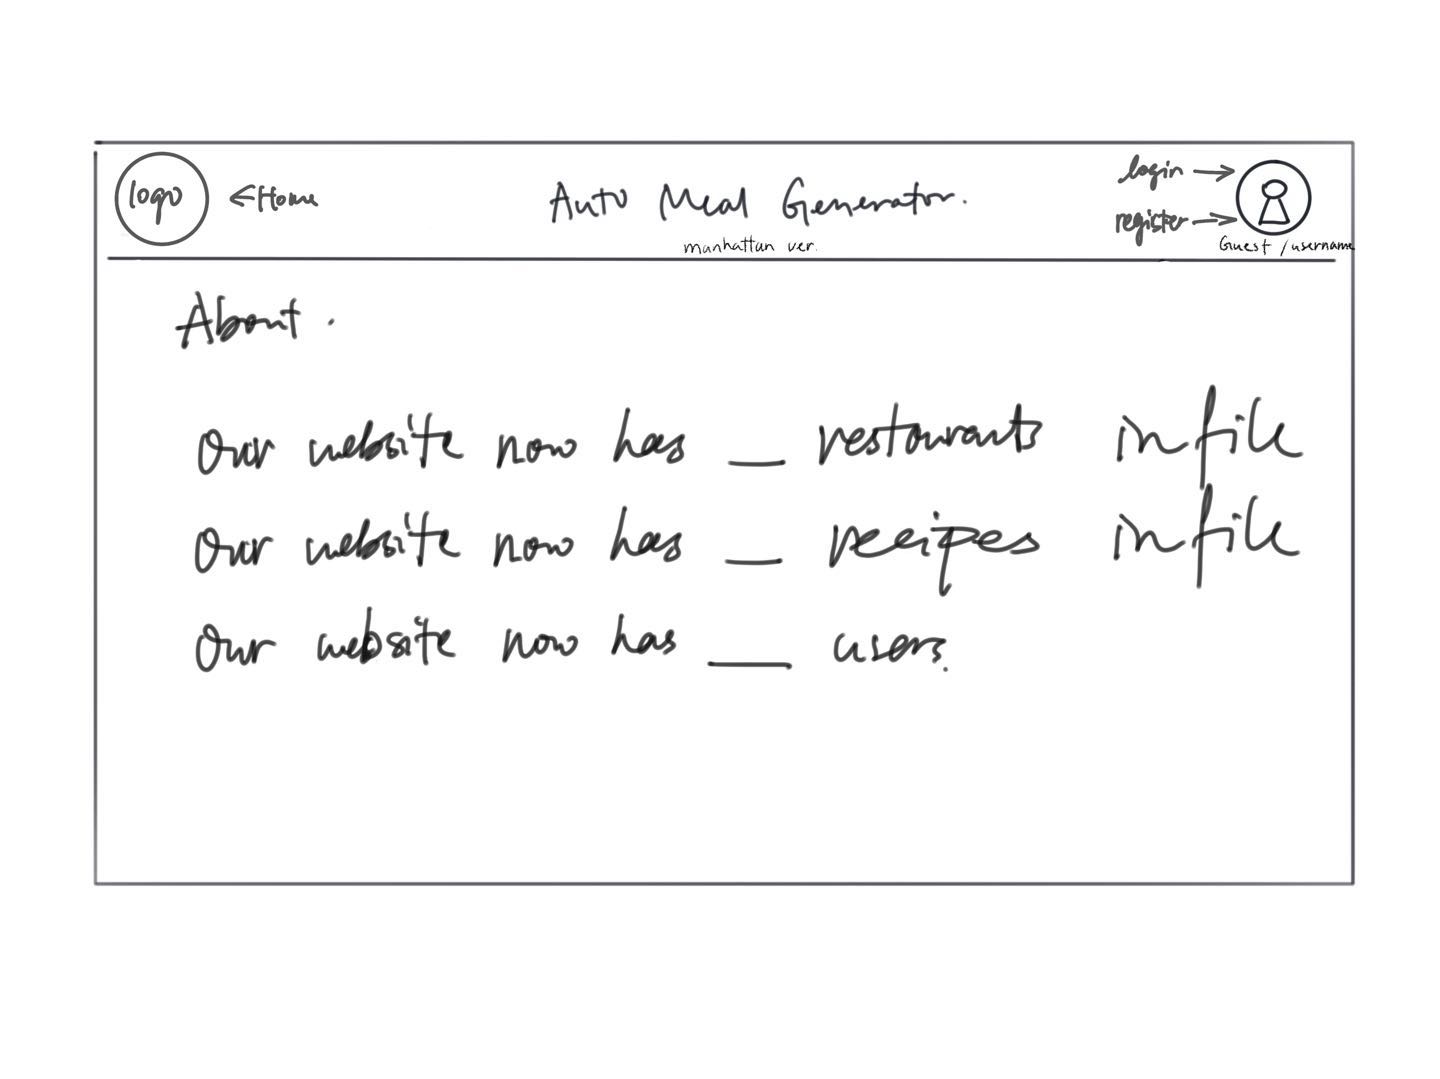 logo ←Home Auto Meal Generator. login →
register →
manhattan ver. Guest / username
About.
Our website now has __ restaurants in file
Our website now has __ recipes in file
Our website now has ___ users.